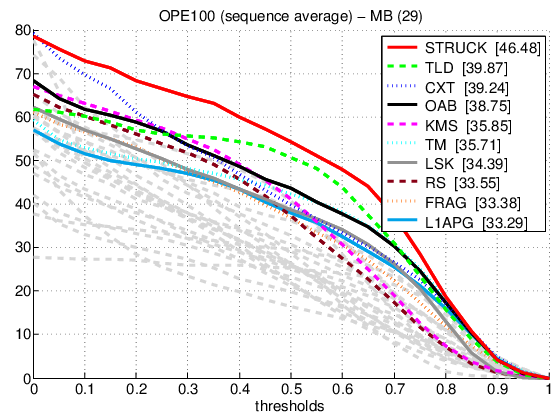 OPE100 (sequence average) – MB (29)
80
70
60
50
40
30
20
10
0
STRUCK [46.48]
TLD [39.87]
CXT [39.24]
OAB [38.75]
KMS [35.85]
TM [35.71]
LSK [34.39]
RS [33.55]
FRAG [33.38]
L1APG [33.29]
0 0.1 0.2 0.3 0.4 0.5 0.6 0.7 0.8 0.9 1
thresholds